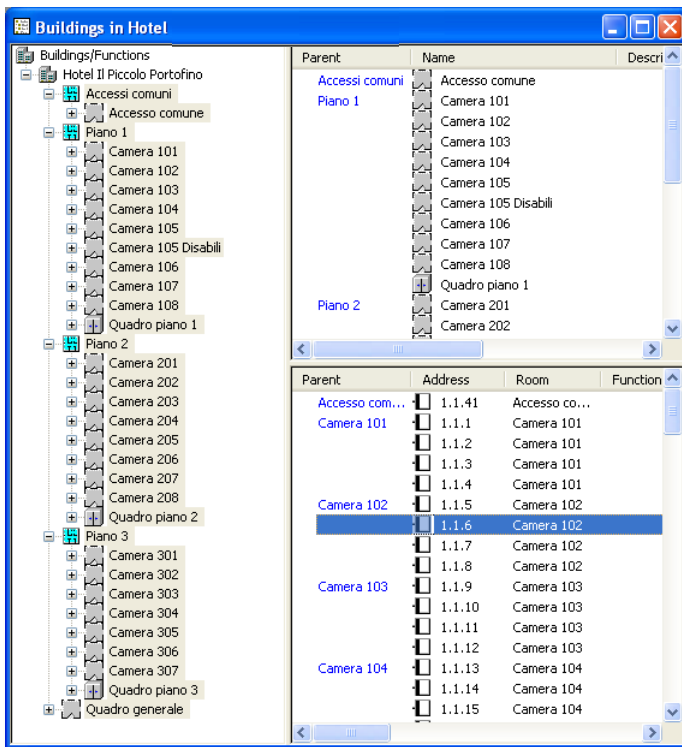 Buildings in Hotel
Buildings/Functions
Hotel Il Piccolo Portofino
Accessi comuni
Accesso comune
Piano 1
Camera 101
Camera 102
Camera 103
Camera 104
Camera 105
Camera 105 Disabili
Camera 106
Camera 107
Camera 108
Quadro piano 1
Piano 2
Camera 201
Camera 202
Camera 203
Camera 204
Camera 205
Camera 206
Camera 207
Camera 208
Quadro piano 2
Piano 3
Camera 301
Camera 302
Camera 303
Camera 304
Camera 305
Camera 306
Camera 307
Quadro piano 3
Quadro generale
Parent Name Descri
Accessi comuni Accesso comune
Piano 1 Camera 101
Camera 102
Camera 103
Camera 104
Camera 105
Camera 105 Disabili
Camera 106
Camera 107
Camera 108
Quadro piano 1
Piano 2 Camera 201
Camera 202
Parent Address Room Function
Accesso com... 1.1.41 Accesso co...
Camera 101 1.1.1 Camera 101
1.1.2 Camera 101
1.1.3 Camera 101
1.1.4 Camera 101
Camera 102 1.1.5 Camera 102
1.1.6 Camera 102
1.1.7 Camera 102
1.1.8 Camera 102
Camera 103 1.1.9 Camera 103
1.1.10 Camera 103
1.1.11 Camera 103
1.1.12 Camera 103
Camera 104 1.1.13 Camera 104
1.1.14 Camera 104
1.1.15 Camera 104